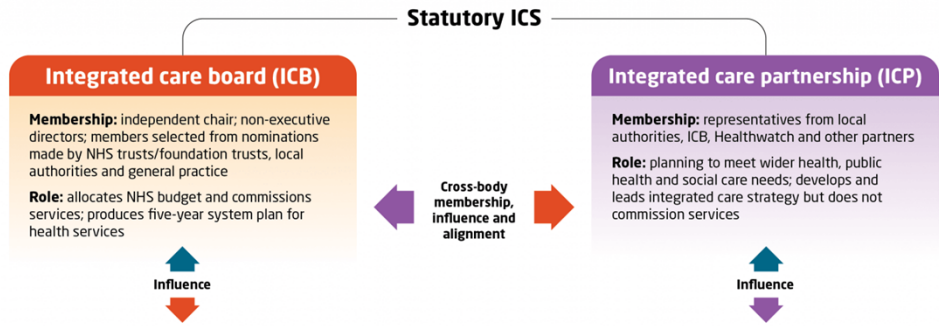 Statutory ICS
Integrated care board (ICB)
Membership: independent chair; non-executive
directors; members selected from nominations
made by NHS trusts/foundation trusts, local
authorities and general practice
Role: allocates NHS budget and commissions
services; produces five-year system plan for
health services
Influence
Cross-body
membership,
influence and
alignment
Integrated care partnership (ICP)
Membership: representatives from local
authorities, ICB, Healthwatch and other partners
Role: planning to meet wider health, public
health and social care needs; develops and
leads integrated care strategy but does not
commission services
Influence